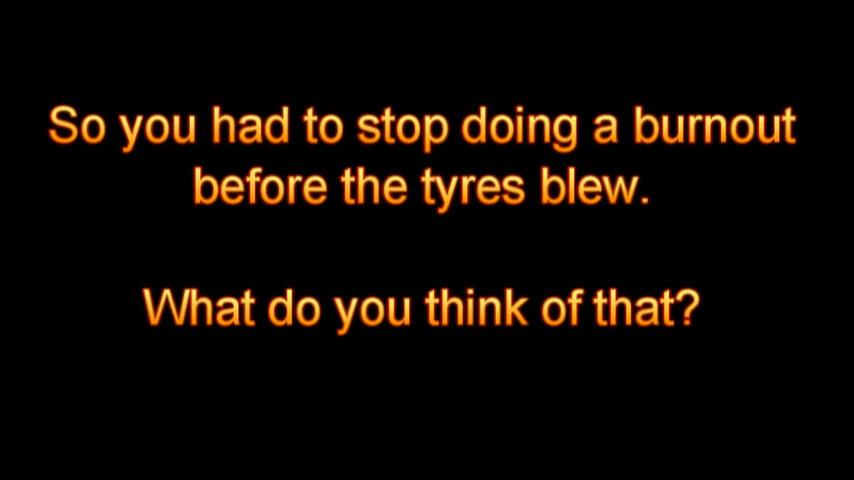 So you had to stop doing a burnout
before the tyres blew.
What do you think of that?